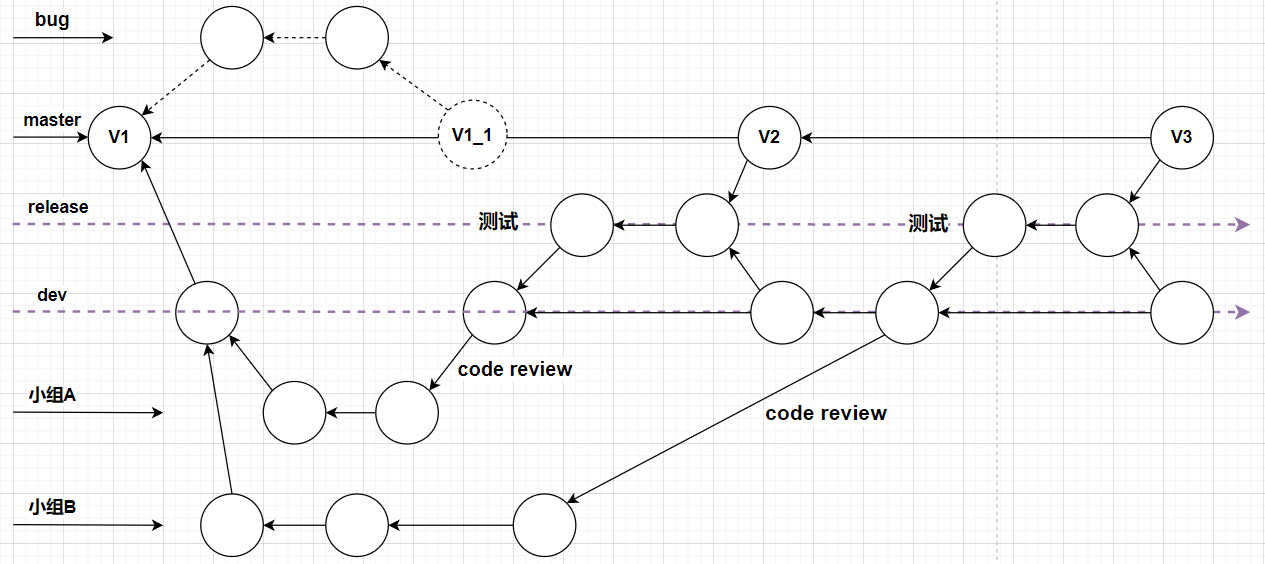 bug
master
V1
V1_1
V2
V3
release
测试
测试
dev
code review
小组A
code review
小组B